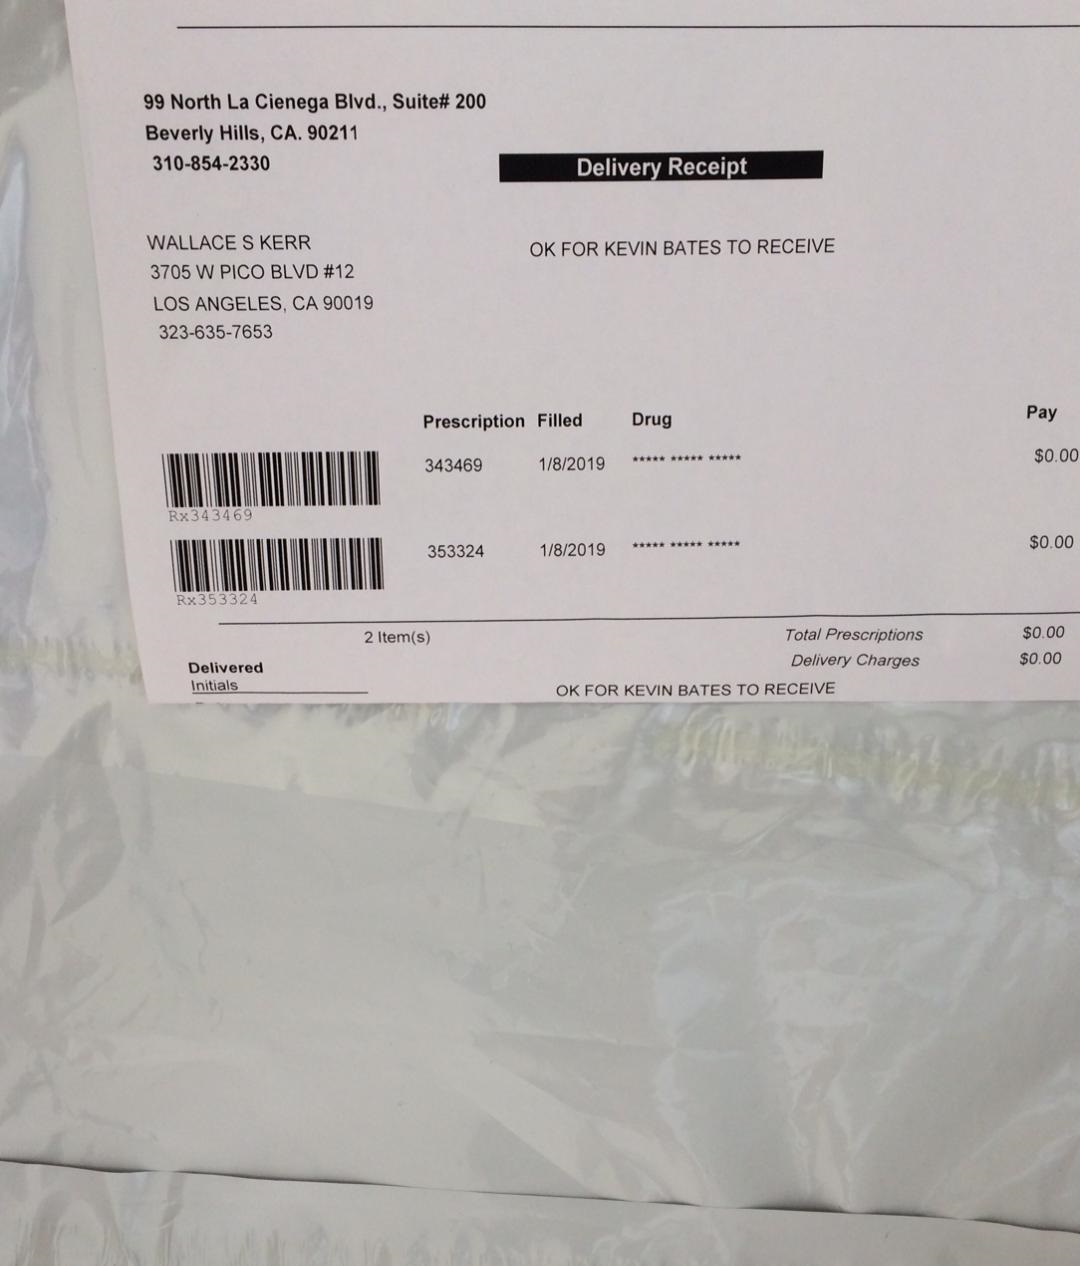 99 North La Cienega Blvd., Suite# 200
Beverly Hills, CA. 90211
310-854-2330
Delivery Receipt
WALLACE S KERR
OK FOR KEVIN BATES TO RECEIVE
3705 W PICO BLVD #12
LOS ANGELES, CA 90019
323-635-7653
Prescription Filled Drug Pay
343469 1/8/2019 ***** ***** ***** $0.00
Rx343469
353324 1/8/2019 ***** ***** ***** $0.00
Rx353324
2 Item(s) Total Prescriptions $0.00
Delivered Delivery Charges $0.00
Initials OK FOR KEVIN BATES TO RECEIVE